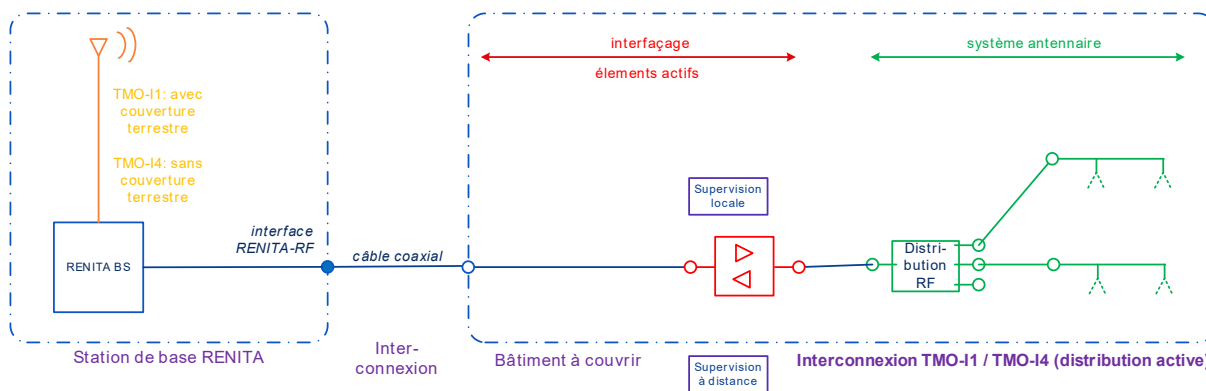 interfaçage
élements actifs
système antennaire
TMO-I1: avec
couverture
terrestre
TMO-I4: sans
couverture
terrestre
Supervision
locale
interface
RENITA-RF
câble coaxial
RENITA BS
Distri-
bution
RF
Station de base RENITA
Inter-
connexion
Bâtiment à couvrir
Supervision
à distance
Interconnexion TMO-I1 / TMO-I4 (distribution active)